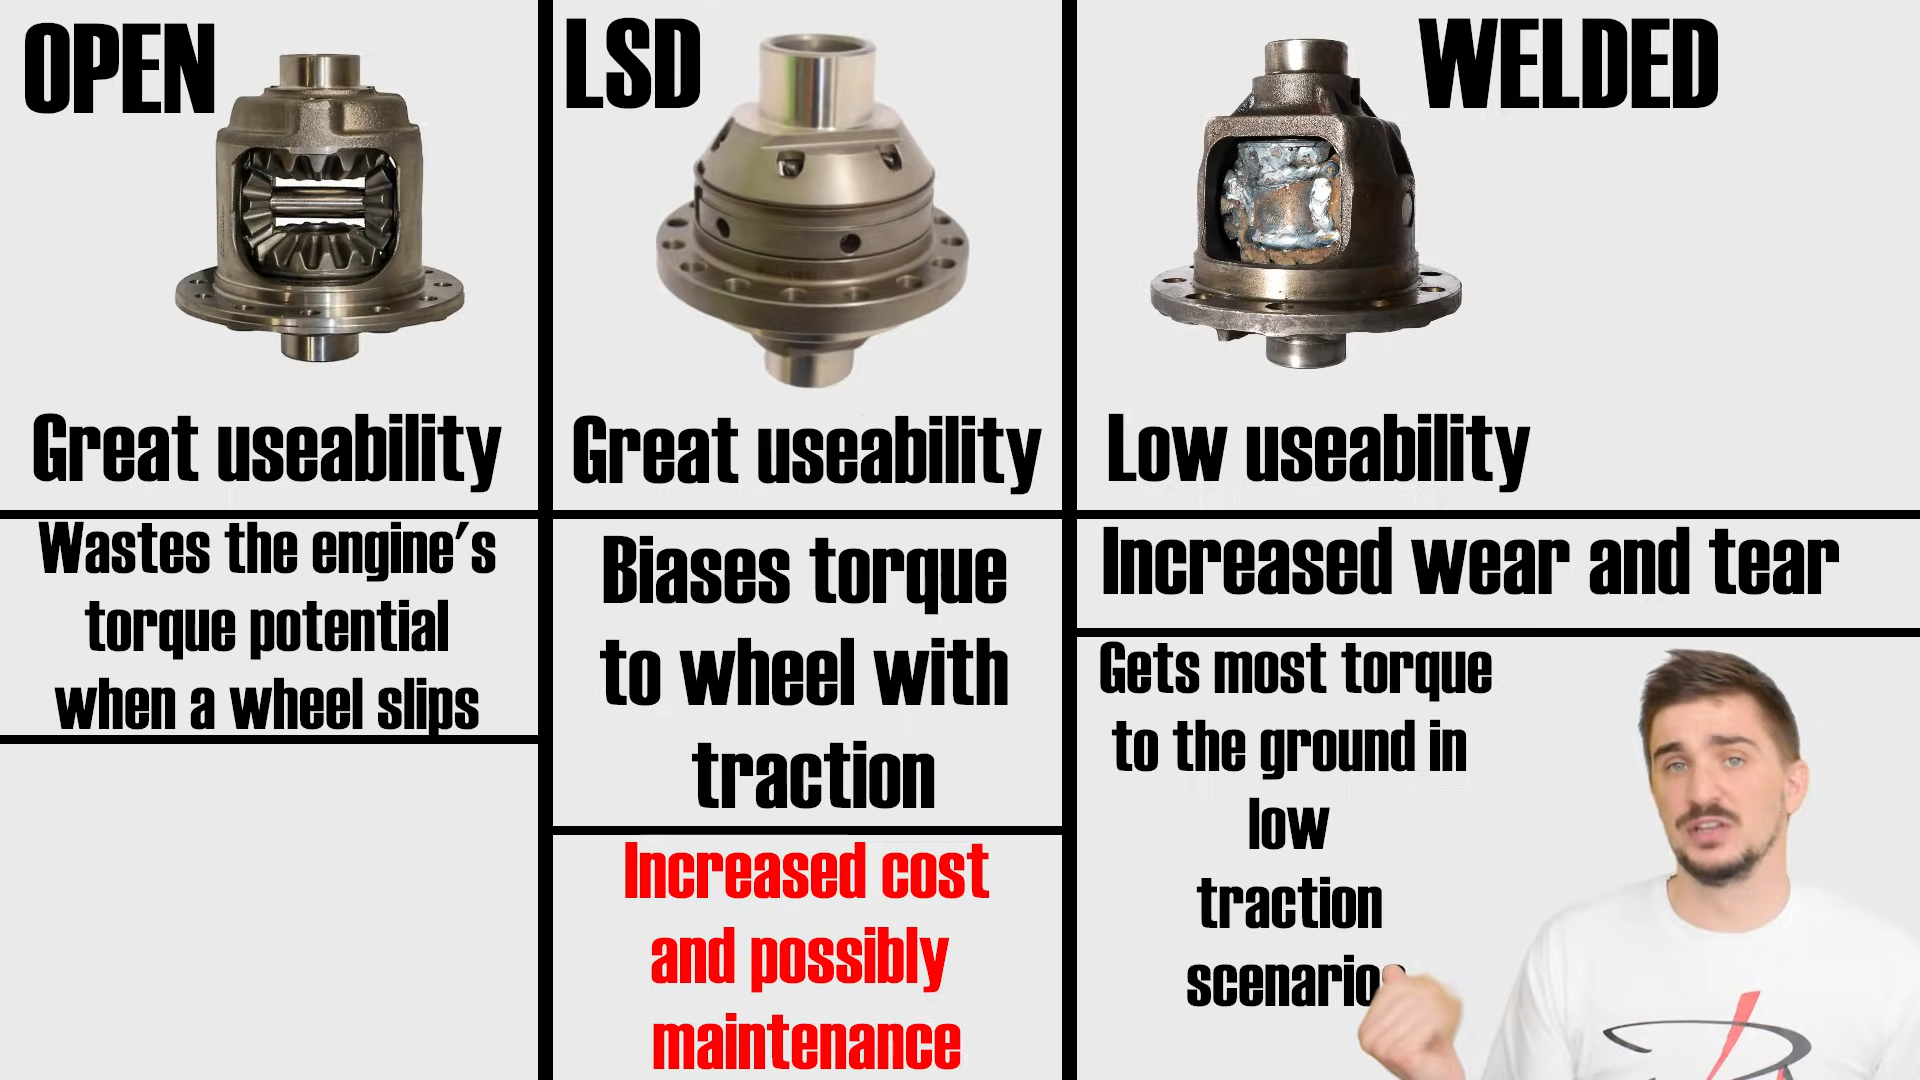 OPEN
Great useability
Wastes the engine's
torque potential
when a wheel slips
LSD
Great useability
Biases torque
to wheel with
traction
Increased cost
and possibly
maintenance
WELDED
Low useability
Increased wear and tear
Gets most torque
to the ground in
low
traction
scenarios